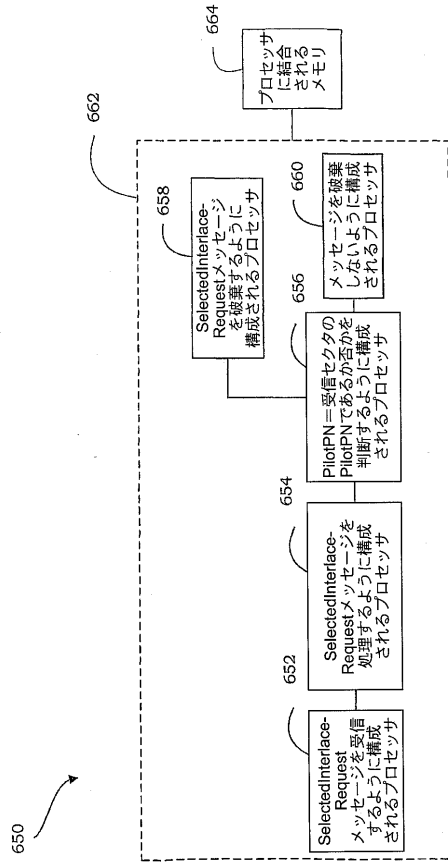 650
662
664
プロセッサ
に結合
される
メモリ
658
SelectedInterlace-
Requestメッセージ
を破棄するように
構成されるプロセッサ
652
SelectedInterlace-
Request
メッセージを受信
するように構成
されるプロセッサ
654
SelectedInterlace-
Requestメッセージを
処理するように構成
されるプロセッサ
656
PilotPN＝受信セクタの
PilotPNであるか否かを
判断するように構成
されるプロセッサ
660
メッセージを破棄
しないように構成
されるプロセッサ